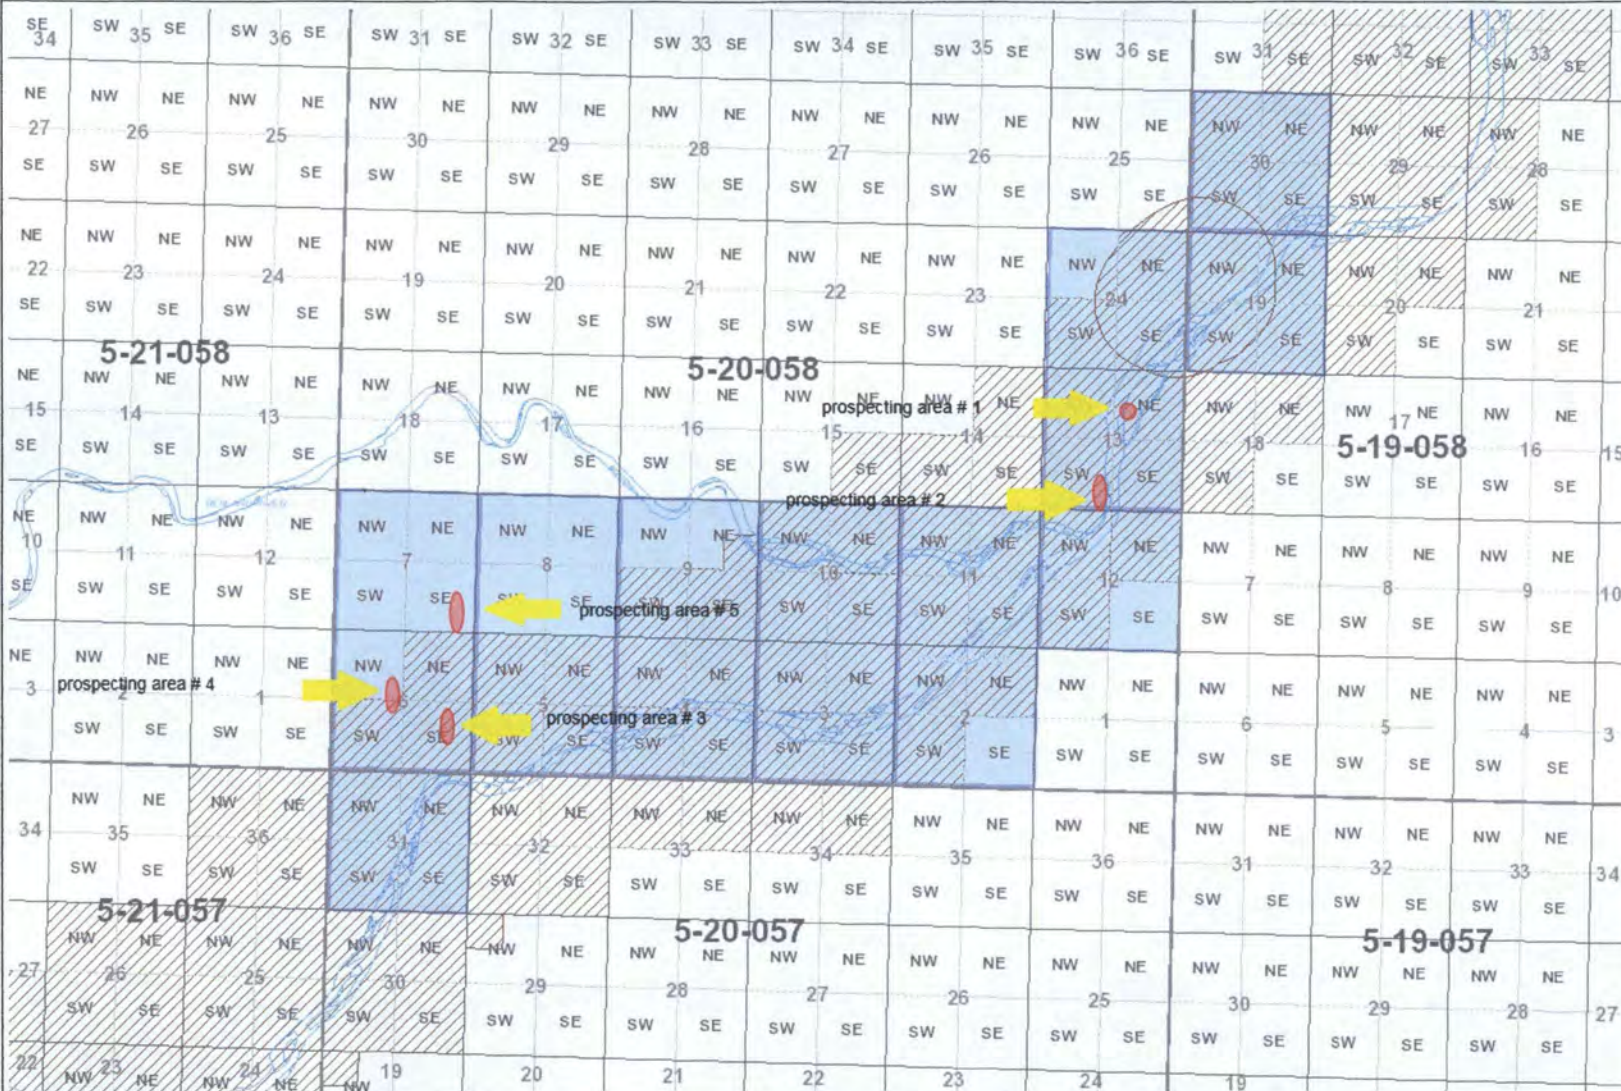 SE SW SE SW SE SW 31 SE SW 32 SE SW 33 SE SW 34 SE SW 35 SE SW 36 SE SW 31 SE SW 32 SE SW 33 SE
34 35 36
NE NW NE NW NE NW NE NW NE NW NE NW NE NW NE NW NE NW NE NW NE NW NE
27 26 25 30 29 28 27 26 25 30 29 28
SE SW SE SW SE SW SE SW SE SW SE SW SE SW SE SW SE SW SE SW SE SW SE
NE NW NE NW NE NW NE NW NE NW NE NW NE NW NE NW NE NW NE NW NE NW NE
22 23 24 19 20 21 22 23 24 19 20 21
SE SW SE SW SE SW SE SW SE SW SE SW SE SW SE SW SE SW SE SW SE SW SE
5-21-058 5-20-058
NE NW NE NW NE NW NE NW NE NW NE NW NE NW NE NE NW NE NW NE NW NE
prospecting area # 1
15 14 13 18 17 16 15 14 13 18 17 16 15
5-19-058
SE SW SE SW SE SW SE SW SE SW SE SW SE SW SE SW SE SW SE SW SE SW SE
prospecting area # 2
NE NW NE NW NE NW NE NW NE NW NE NW NE NW NE NW NE NW NE NW NE NW NE
10 11 12 7 8 9 10 11 12 7 8 9 10
SE SW SE SW SE SW SE SW SE SW SE SW SE SW SE SW SE SW SE SW SE
prospecting area # 5
NE NW NE NW NE NW NE NW NE NW NE NW NE NW NE NW NE NW NE NW NE NW NE
prospecting area # 4
3 2 1 6 5 4 3 2 1 6 5 4 3
prospecting area # 3
SW SE SW SE SW SE SW SE SW SE SW SE SW SE SW SE SW SE SW SE SW SE
NW NE NW NE NW NE NW NE NW NE NW NE NW NE NW NE NW NE NW NE NW NE
34 35 36 31 32 33 34 35 36 31 32 33 34
SW SE SW SE SW SE SW SE SW SE SW SE SW SE SW SE SW SE SW SE SW SE
5-21-057 5-20-057 5-19-057
NW NE NW NE NW NE NW NE NW NE NW NE NW NE NW NE NW NE NW NE NW NE
27 26 25 30 29 28 27 26 25 30 29 28 27
SW SE SW SE SW SE SW SE SW SE SW SE SW SE SW SE SW SE SW SE SW SE
22 23 24 19 20 21 22 23 24 19
NW NE NW NE NW